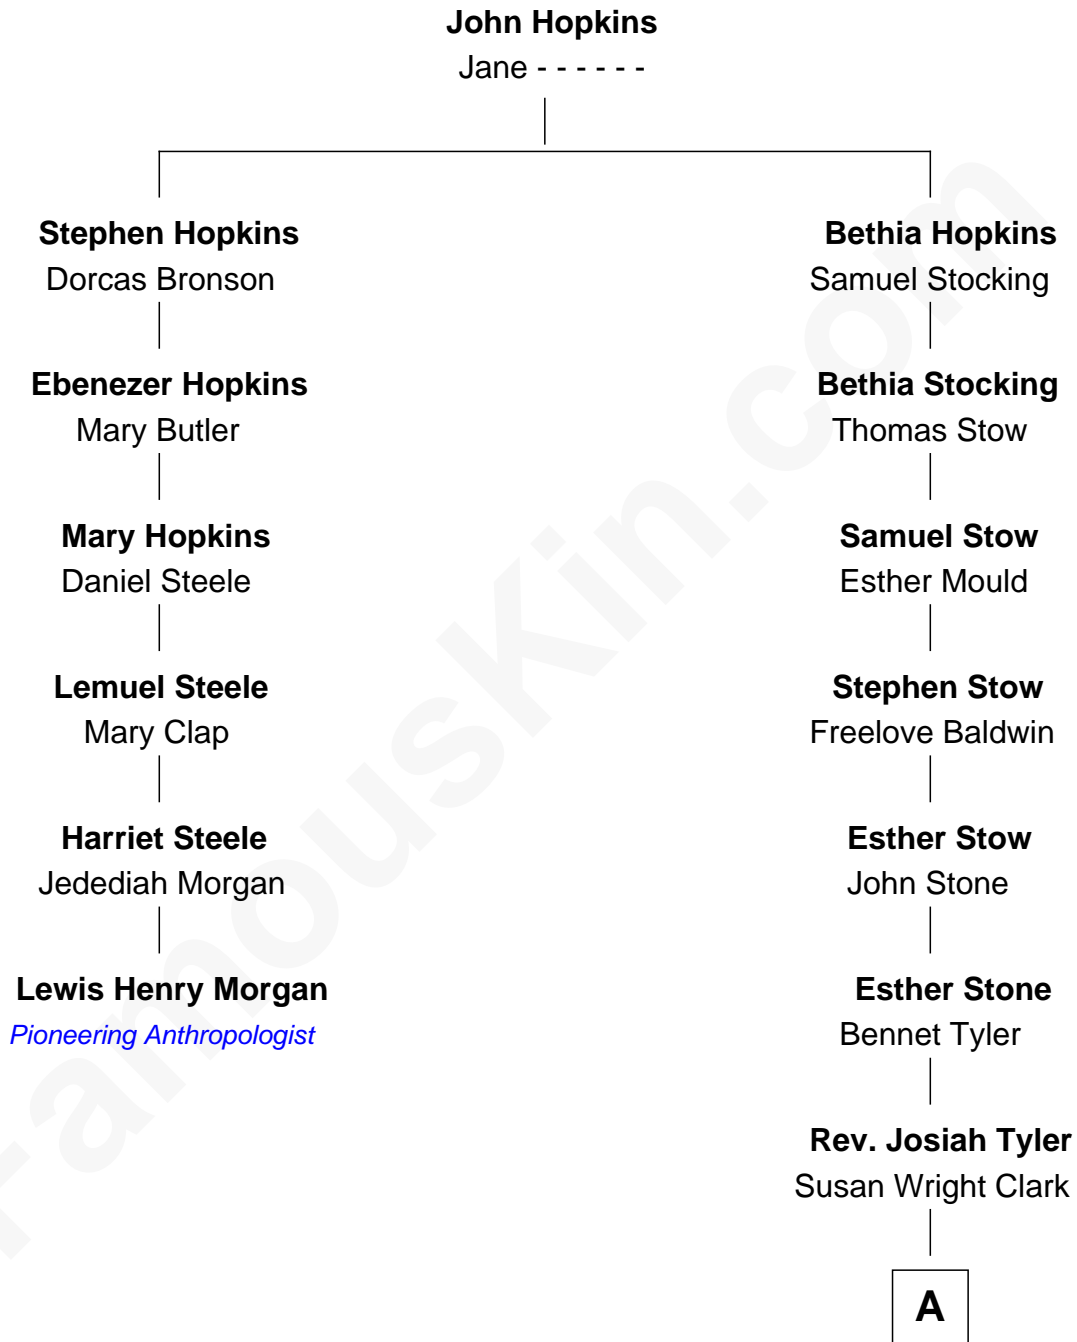 John Hopkins
Jane - - - - - -
Stephen Hopkins
Dorcas Bronson
Bethia Hopkins
Samuel Stocking
Ebenezer Hopkins
Mary Butler
Bethia Stocking
Thomas Stow
Mary Hopkins
Daniel Steele
Samuel Stow
Esther Mould
Lemuel Steele
Mary Clap
Stephen Stow
Freelove Baldwin
Harriet Steele
Jedediah Morgan
Esther Stow
John Stone
Lewis Henry Morgan
Pioneering Anthropologist
Esther Stone
Bennet Tyler
Rev. Josiah Tyler
Susan Wright Clark
A
FamousKin.com